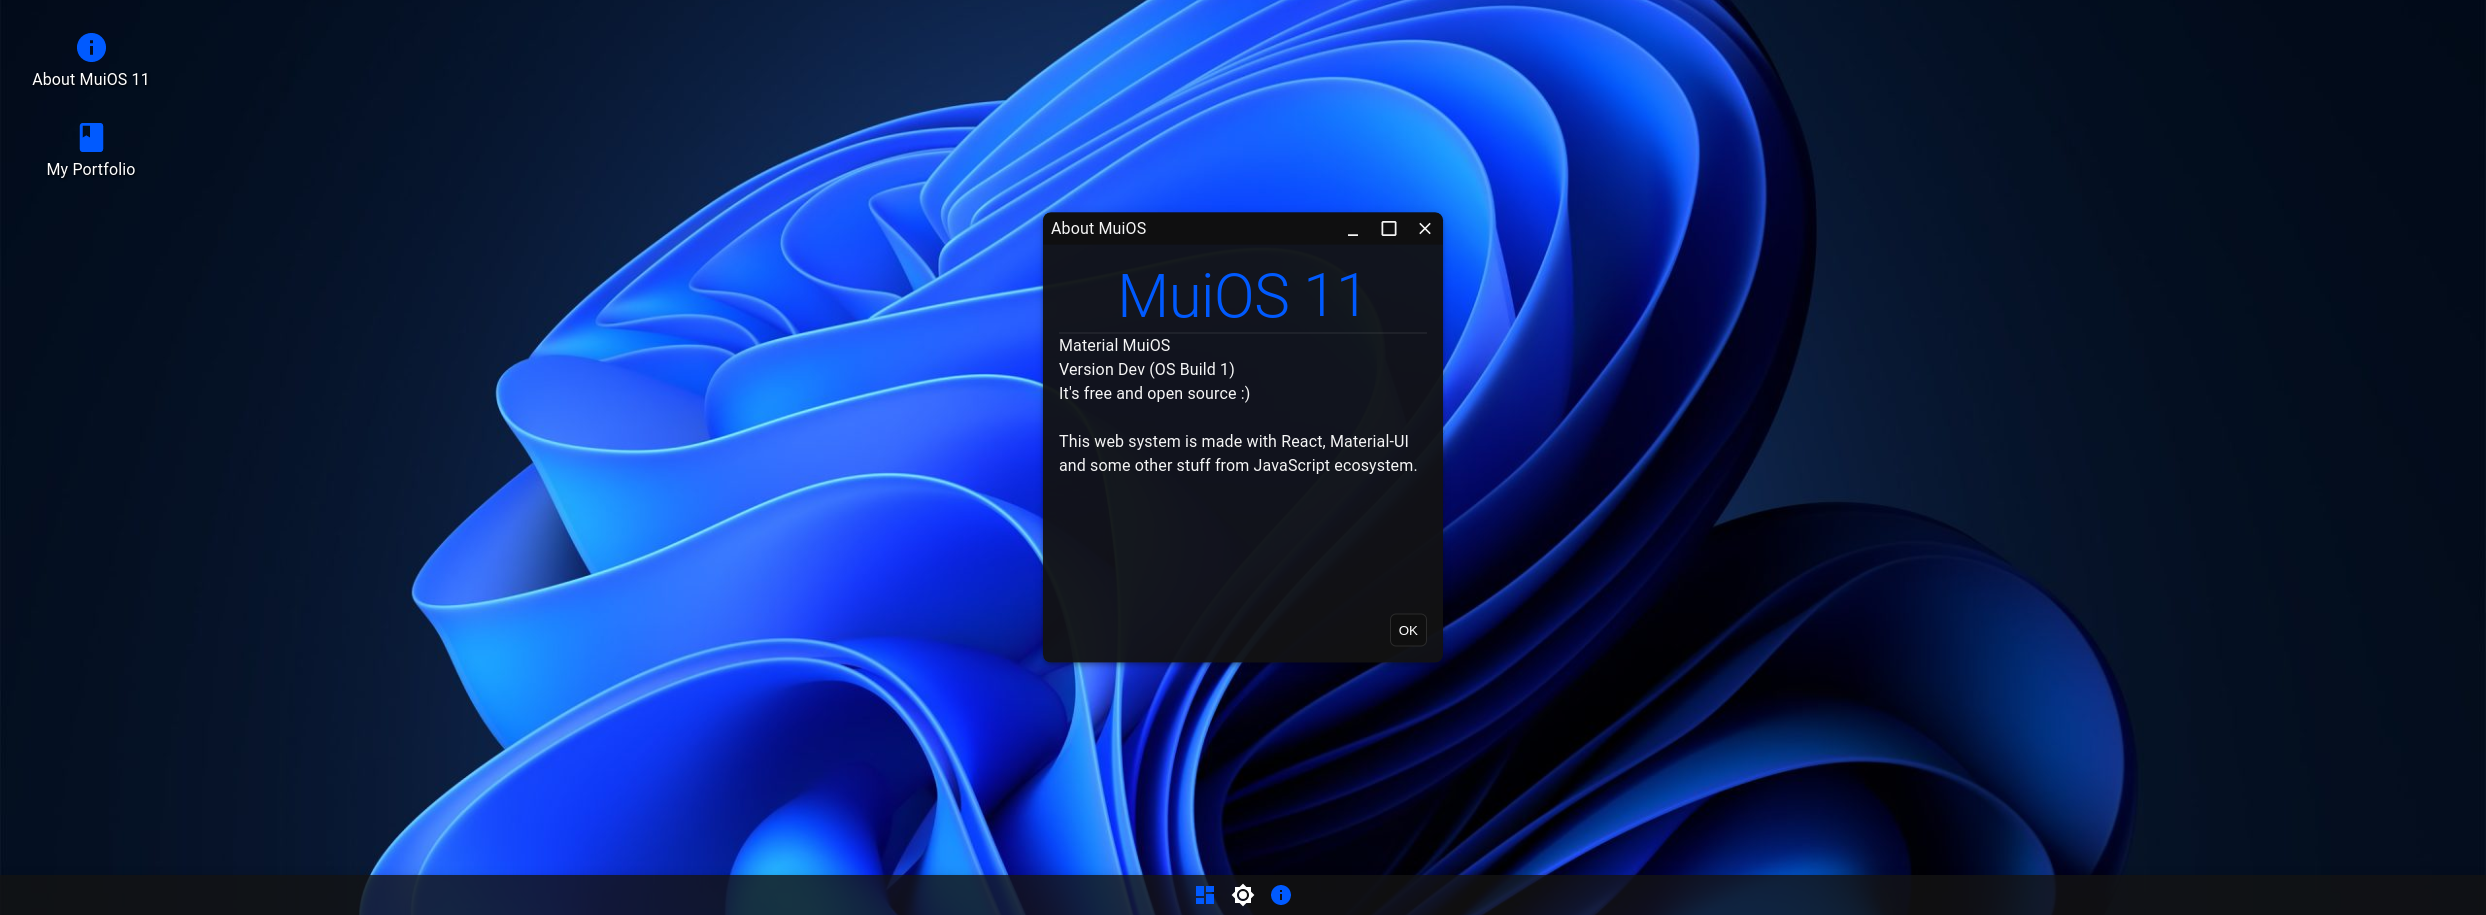 About MuiOS 11
My Portfolio
About MuiOS
MuiOS 11
Material MuiOS
Version Dev (OS Build 1)
It's free and open source :)
This web system is made with React, Material-UI
and some other stuff from JavaScript ecosystem.
OK